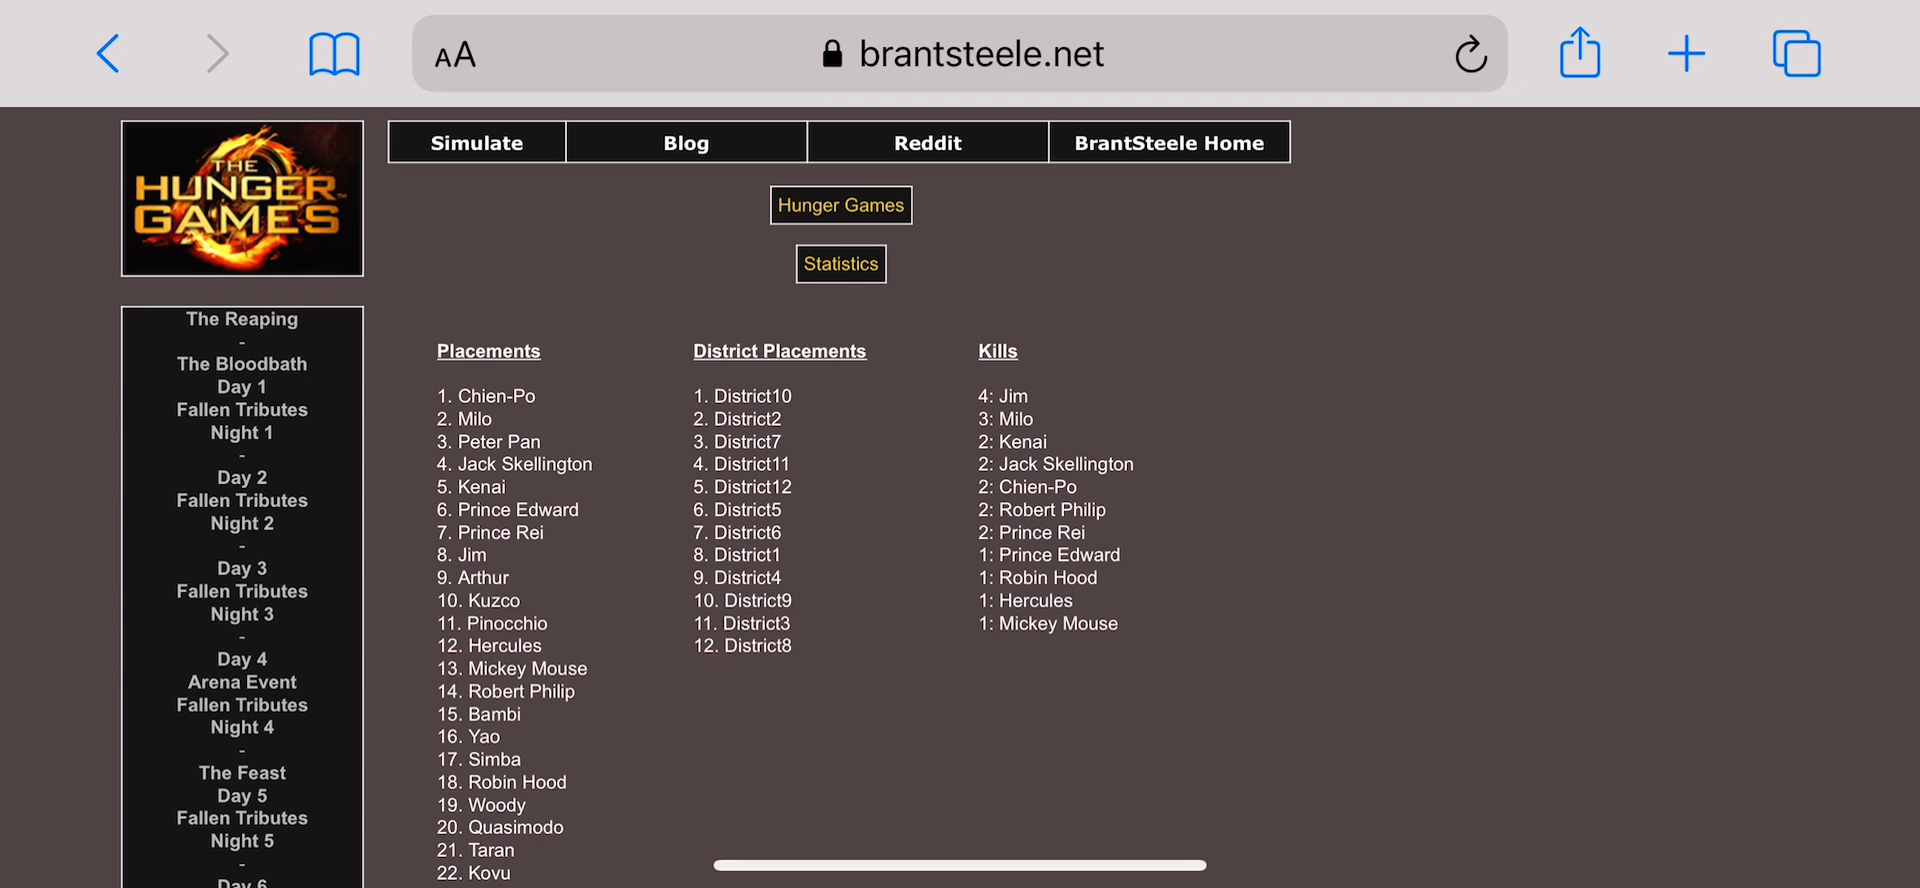 AA
brantsteele.net
THE
HUNGER
GAMES
Simulate
Blog
Reddit
BrantSteele Home
Hunger Games
Statistics
The Reaping
-
The Bloodbath
Day 1
Fallen Tributes
Night 1
-
Day 2
Fallen Tributes
Night 2
-
Day 3
Fallen Tributes
Night 3
-
Day 4
Arena Event
Fallen Tributes
Night 4
-
The Feast
Day 5
Fallen Tributes
Night 5
-
Day 6
Placements
1. Chien-Po
2. Milo
3. Peter Pan
4. Jack Skellington
5. Kenai
6. Prince Edward
7. Prince Rei
8. Jim
9. Arthur
10. Kuzco
11. Pinocchio
12. Hercules
13. Mickey Mouse
14. Robert Philip
15. Bambi
16. Yao
17. Simba
18. Robin Hood
19. Woody
20. Quasimodo
21. Taran
22. Kovu
District Placements
1. District10
2. District2
3. District7
4. District11
5. District12
6. District5
7. District6
8. District1
9. District4
10. District9
11. District3
12. District8
Kills
4: Jim
3: Milo
2: Kenai
2: Jack Skellington
2: Chien-Po
2: Robert Philip
2: Prince Rei
1: Prince Edward
1: Robin Hood
1: Hercules
1: Mickey Mouse